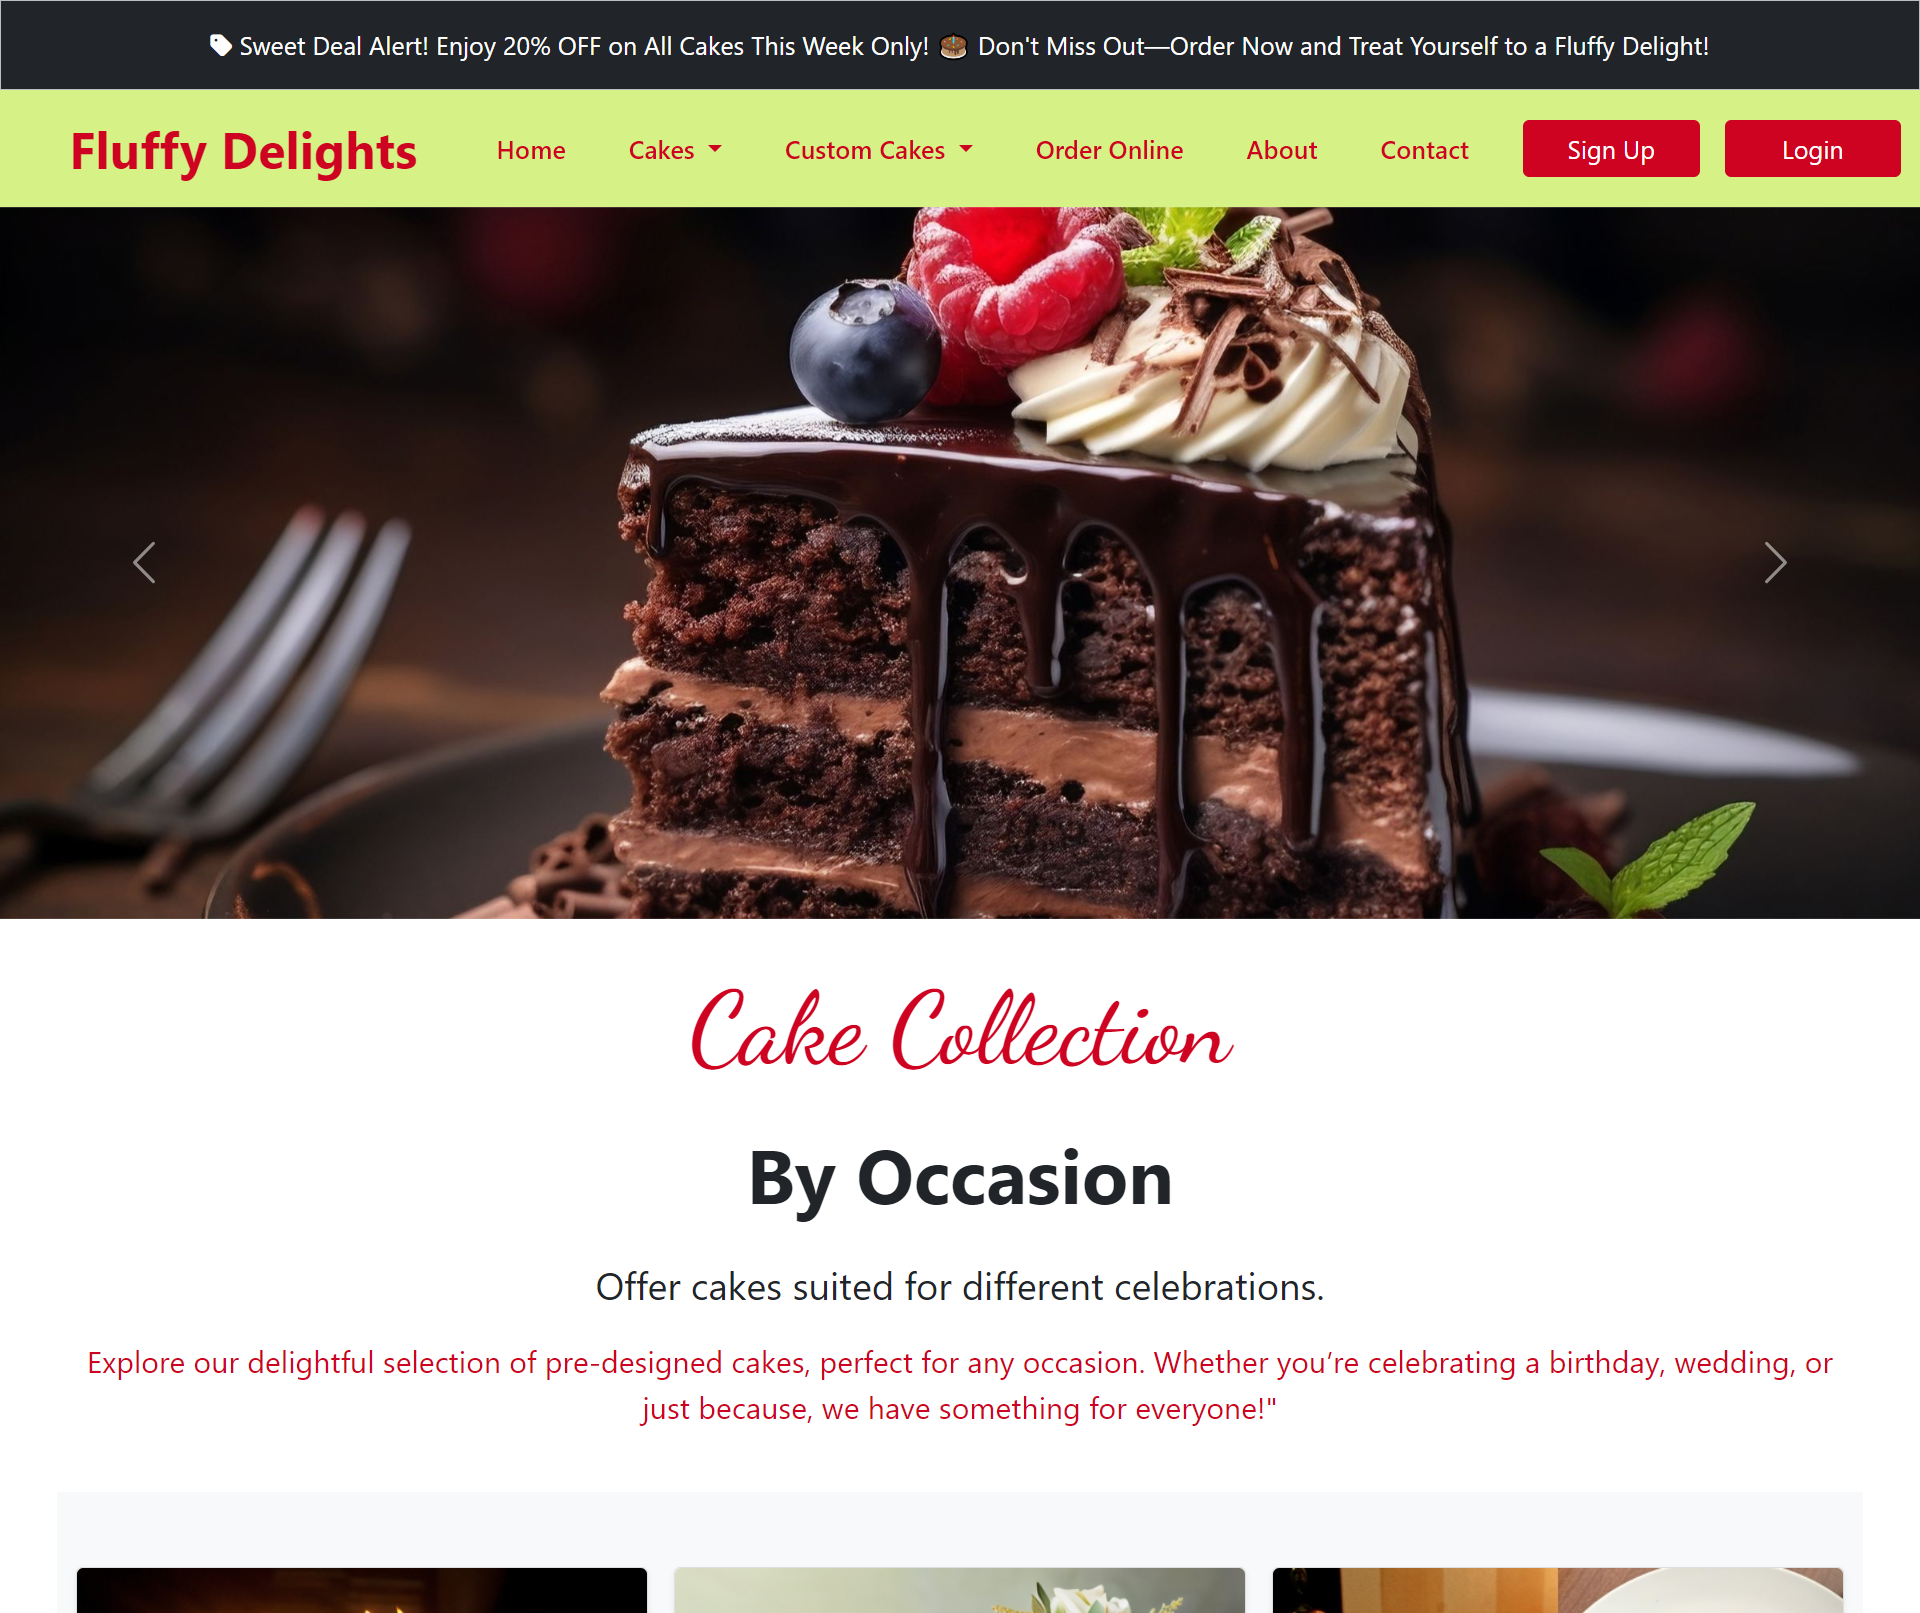 Sweet Deal Alert! Enjoy 20% OFF on All Cakes This Week Only! 🎂 Don't Miss Out—Order Now and Treat Yourself to a Fluffy Delight!
Fluffy Delights Home Cakes Custom Cakes Order Online About Contact Sign Up Login
Cake Collection
By Occasion
Offer cakes suited for different celebrations.
Explore our delightful selection of pre-designed cakes, perfect for any occasion. Whether you’re celebrating a birthday, wedding, or
just because, we have something for everyone!"